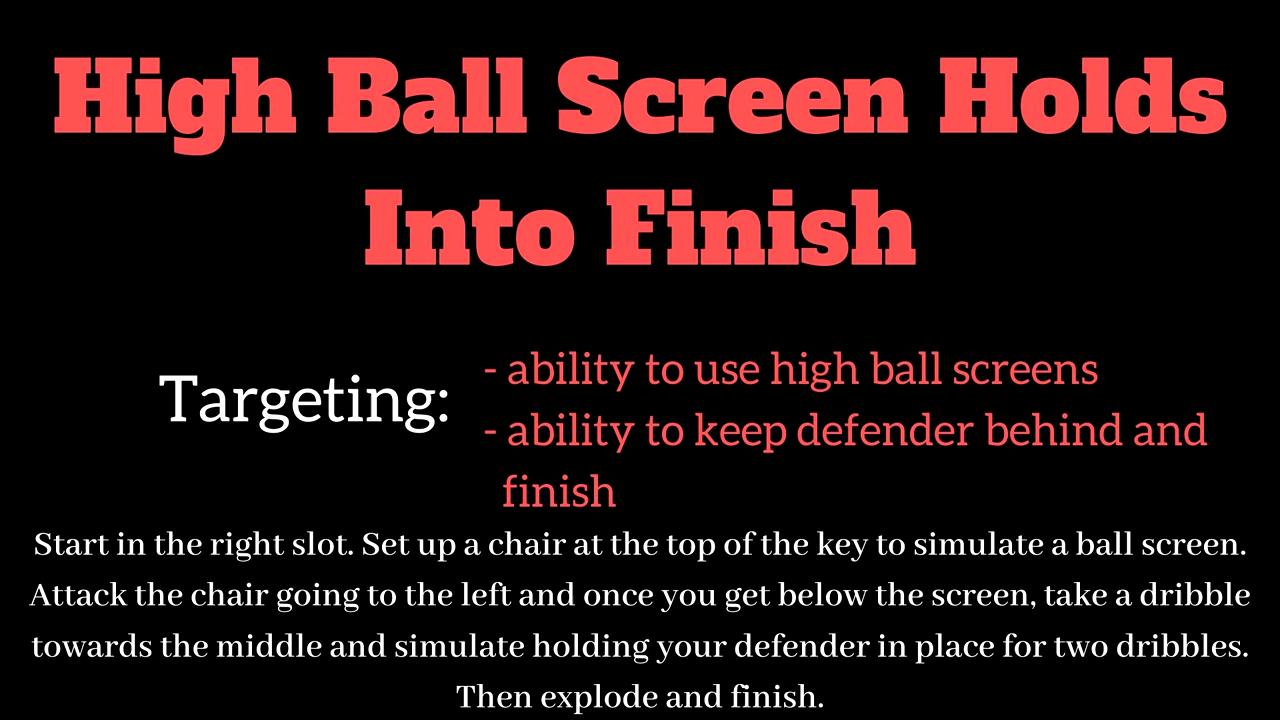 High Ball Screen Holds
Into Finish
Targeting:
- ability to use high ball screens
- ability to keep defender behind and
finish
Start in the right slot. Set up a chair at the top of the key to simulate a ball screen.
Attack the chair going to the left and once you get below the screen, take a dribble
towards the middle and simulate holding your defender in place for two dribbles.
Then explode and finish.